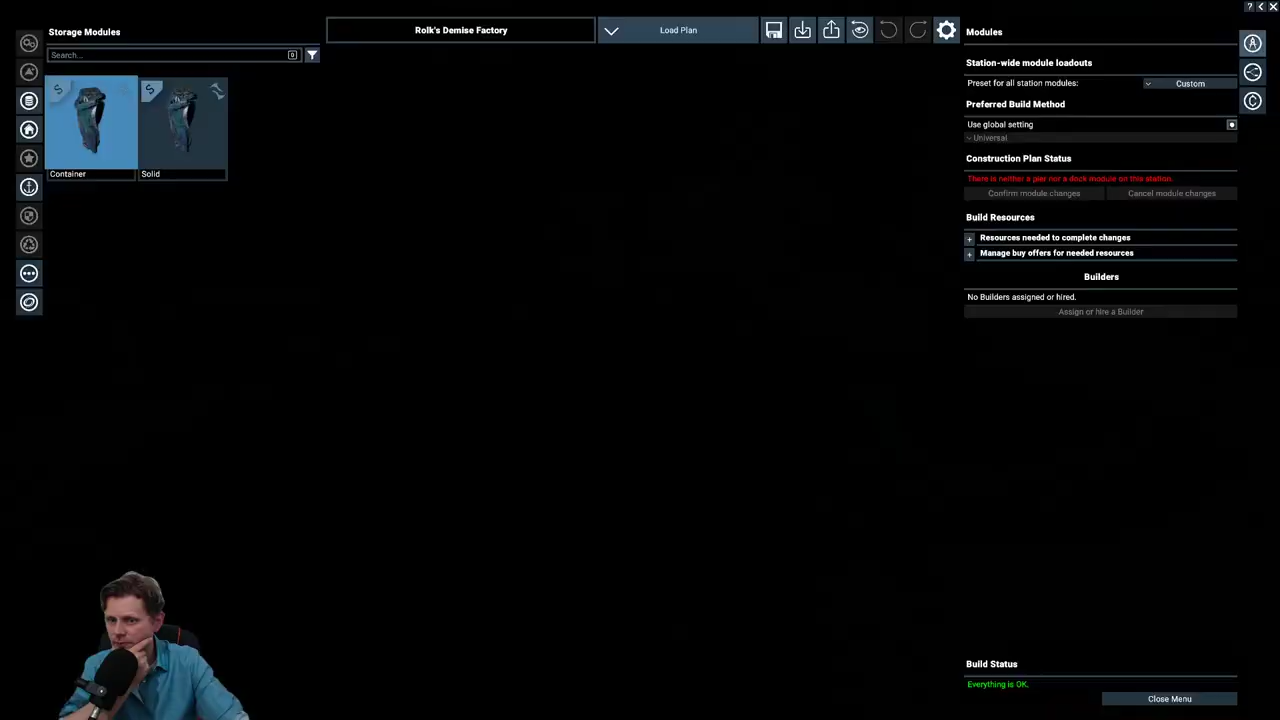 Storage Modules
Search...
Container
Solid
Rolk's Demise Factory
Load Plan
Modules
Station-wide module loadouts
Preset for all station modules:
Custom
Preferred Build Method
Use global setting
Universal
Construction Plan Status
There is neither a pier nor a dock module on this station.
Confirm module changes
Cancel module changes
Build Resources
+ Resources needed to complete changes
+ Manage buy offers for needed resources
Builders
No Builders assigned or hired.
Assign or hire a Builder
Build Status
Everything is OK.
Close Menu